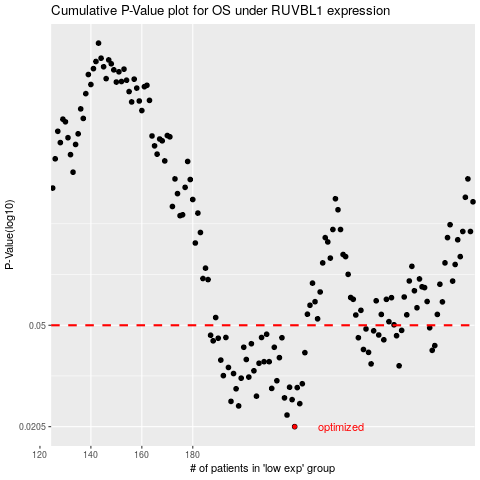 Cumulative P-Value plot for OS under RUVBL1 expression
P-Value(log10)
0.05
0.0205
optimized
120 140 160 180
# of patients in 'low exp' group